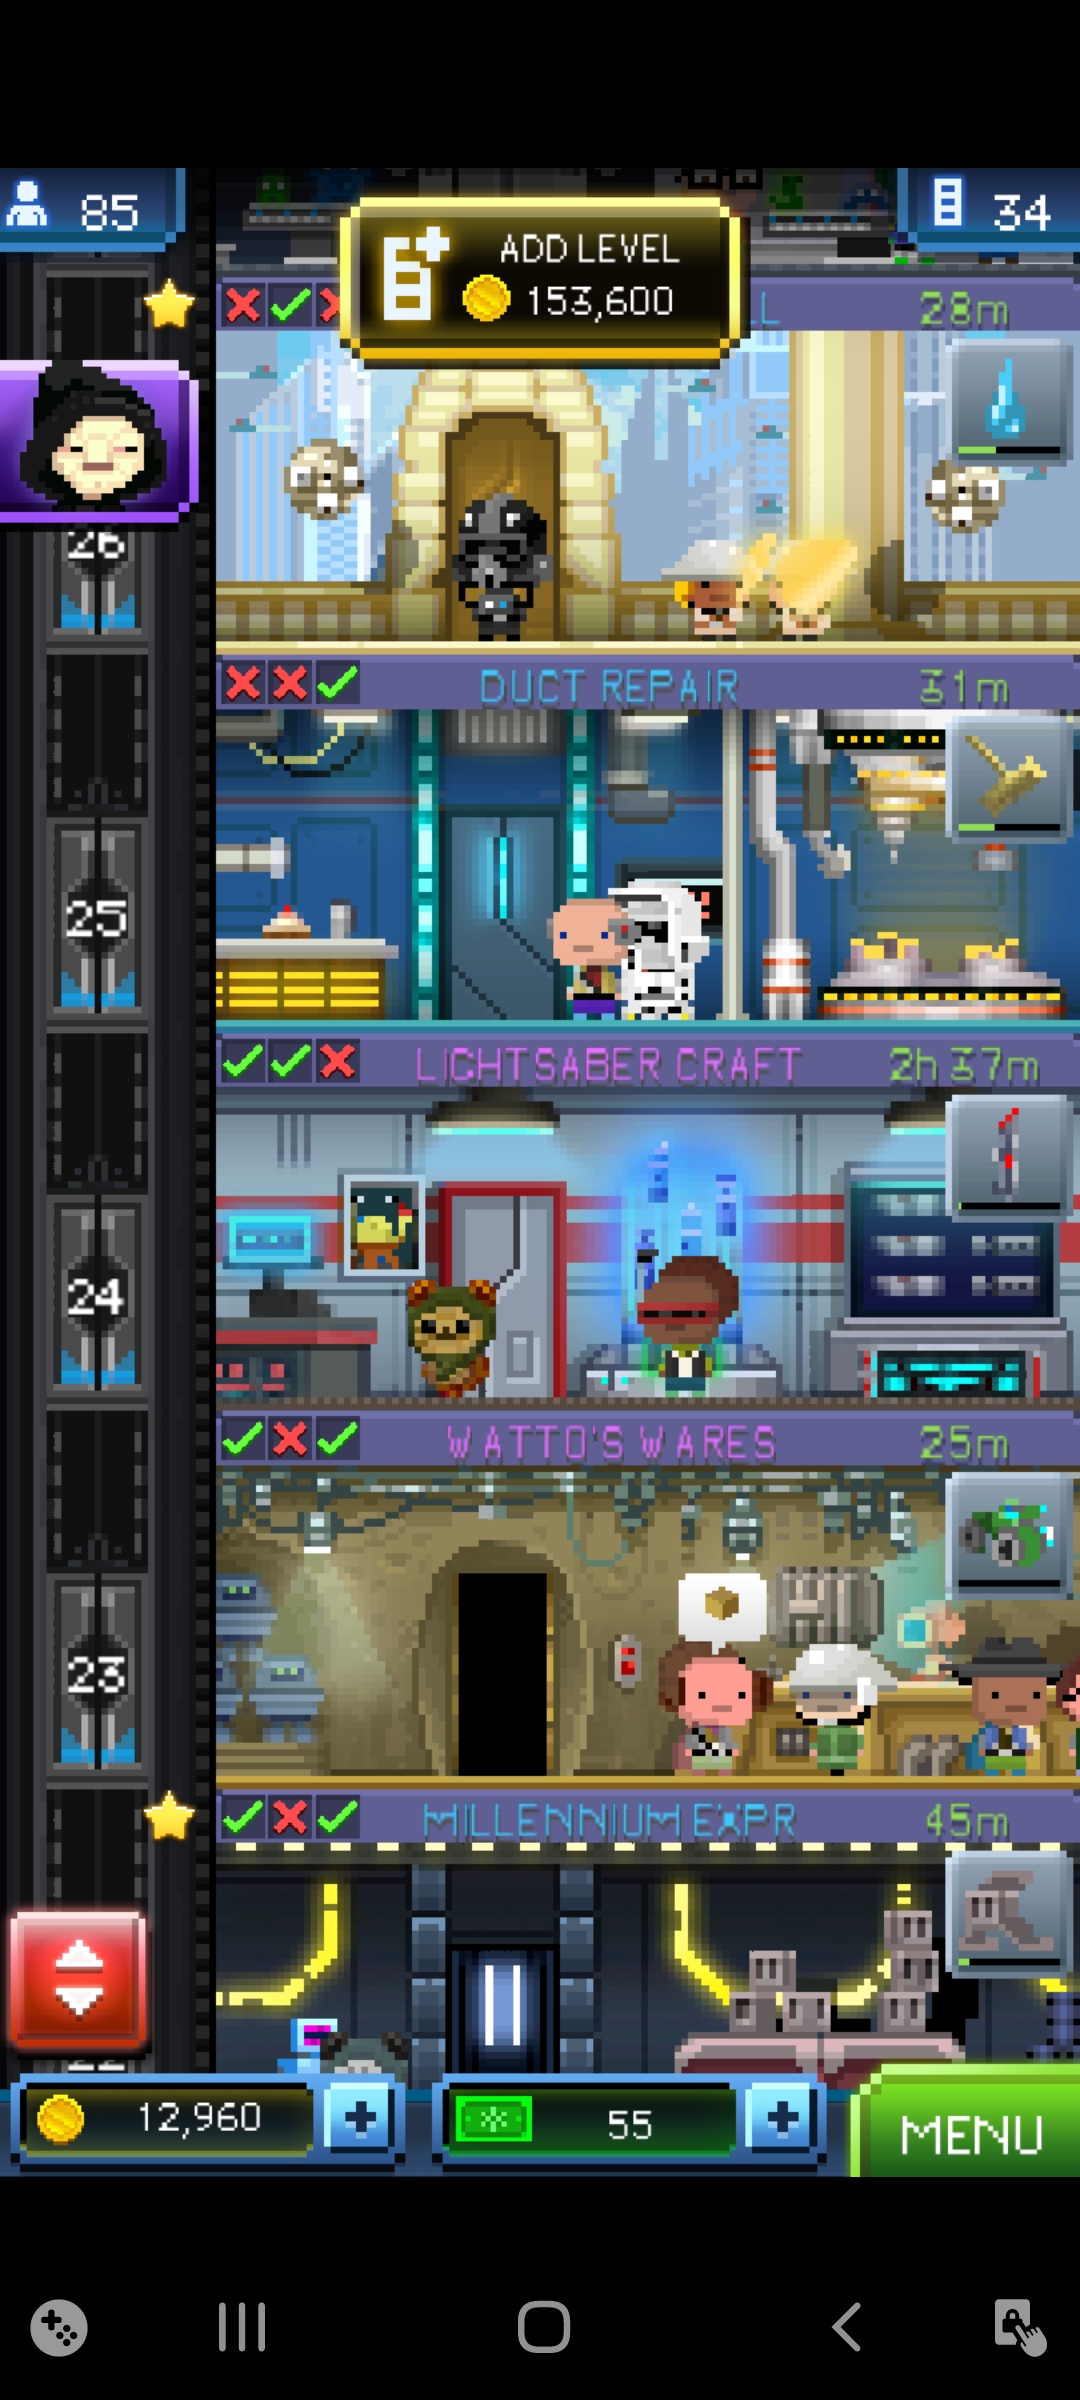 85
34
ADD LEVEL
153,600
L 28m
26
DUCT REPAIR 31m
25
LIGHTSABER CRAFT 2h 37m
24
WATTO'S WARES 25m
23
MILLENNIUM EXPR 45m
22
12,960
55
MENU